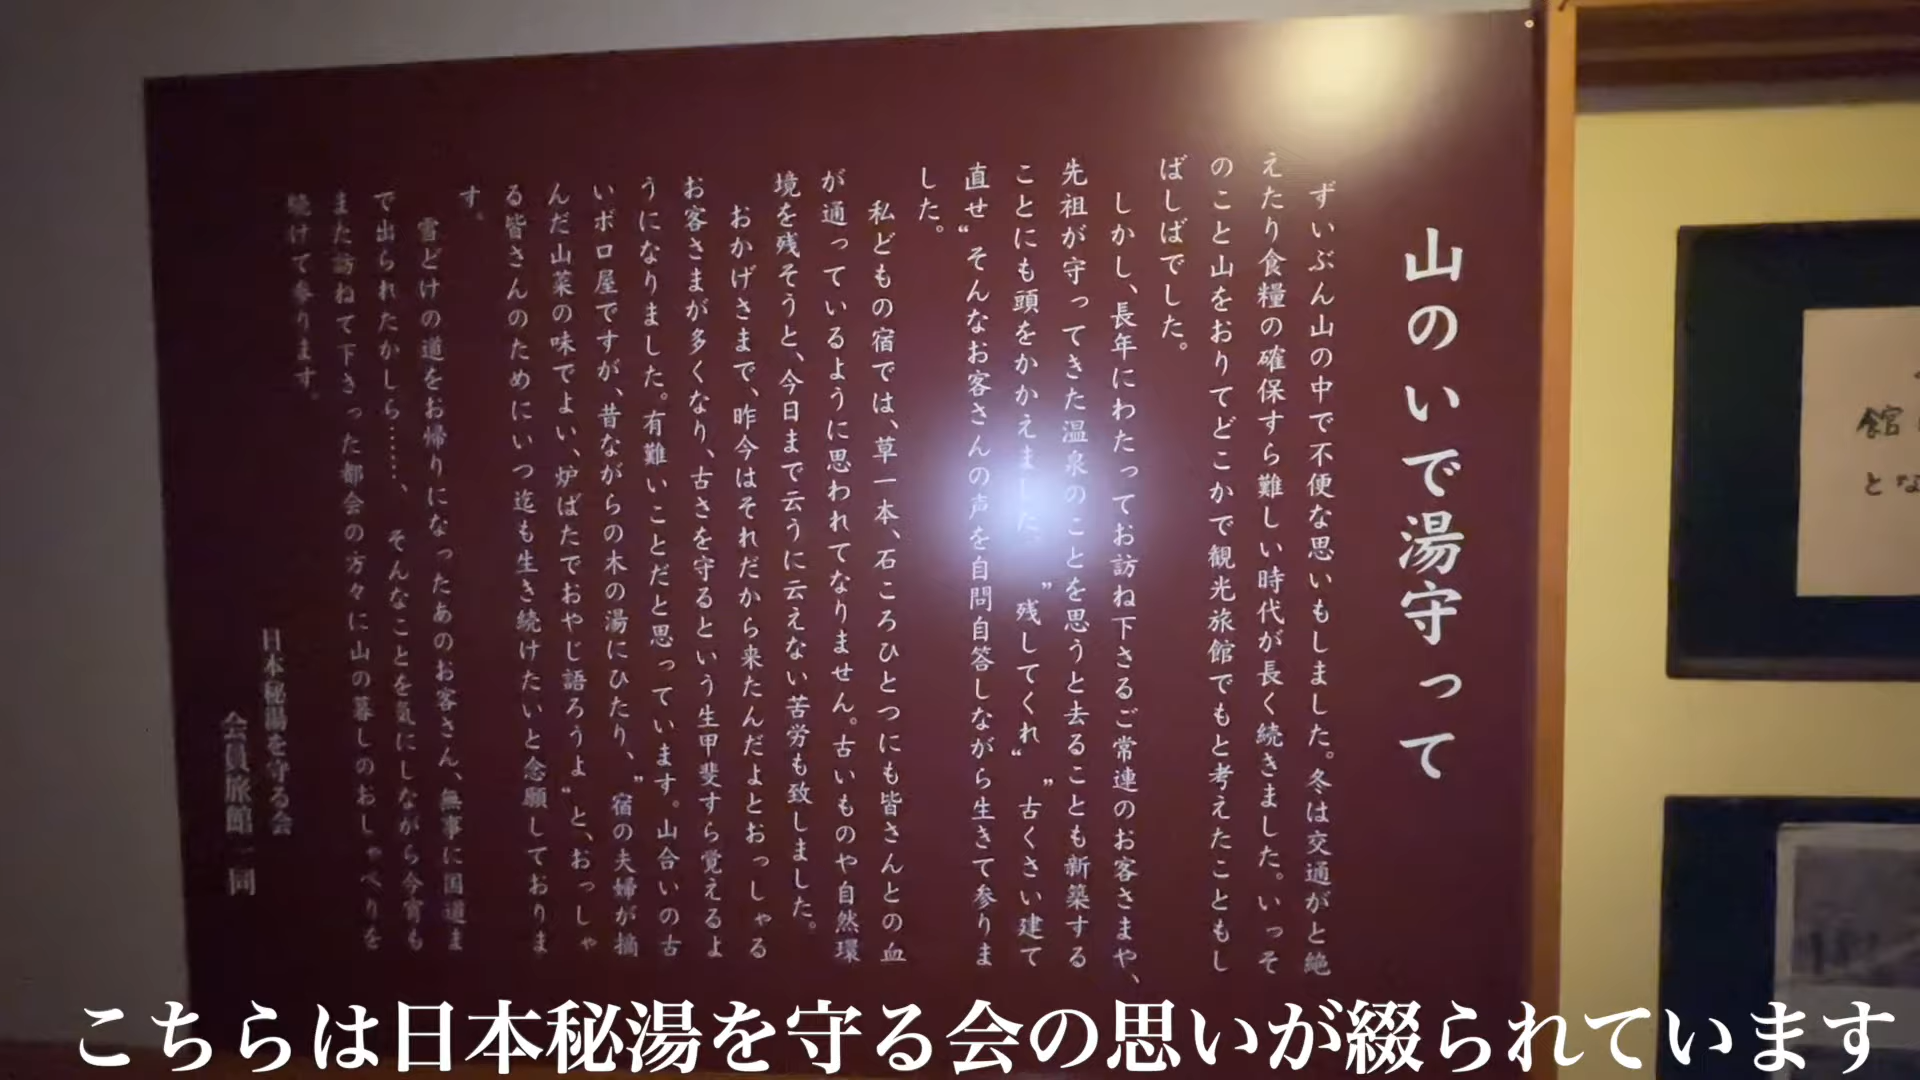 山のいで湯守って
ずいぶん山の中で不便な思いもしました。冬は交通がと絶
えたり食糧の確保すら難しい時代が長く続きました。いっそ
のこと山をおりてどこかで観光旅館でもと考えたこともし
ばしばでした。
しかし、長年にわたってお訪ね下さるご常連のお客さまや、
先祖が守ってきた温泉のことを思うと去ることも新築する
ことにも頭をかかえました。〝残してくれ〟〝古くさい建て
直せ〟そんなお客さんの声を自問自答しながら生きて参りま
した。
私どもの宿では、草一本、石ころひとつにも皆さんとの血
が通っているように思われてなりません。古いものや自然環
境を残そうと、今日まで云うに云えない苦労も致しました。
おかげさまで、昨今はそれだから来たんだよとおっしゃる
お客さまが多くなり、古さを守るという生甲斐すら覚えるよ
うになりました。有難いことだと思っています。山合いの古
いボロ屋ですが、昔ながらの木の湯にひたり、〝宿の夫婦が摘
んだ山菜の味でよい、炉ばたでおやじ語ろうよ〟と、おっしゃ
る皆さんのためにいつ迄も生き続けたいと念願しておりま
す。
雪どけの道をお帰りになったあのお客さん、無事に国道ま
で出られたかしら……、そんなことを気にしながら今宵も
また訪ねて下さった都会の方々に山の暮しのおしゃべりを
続けて参ります。
日本秘湯を守る会
会員旅館一同
館
とな
こちらは日本秘湯を守る会の思いが綴られています